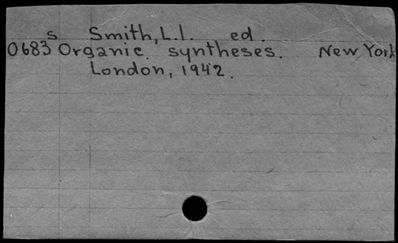 s Smith, L.I. ed.
0683 Organic syntheses. New York
London, 1942.